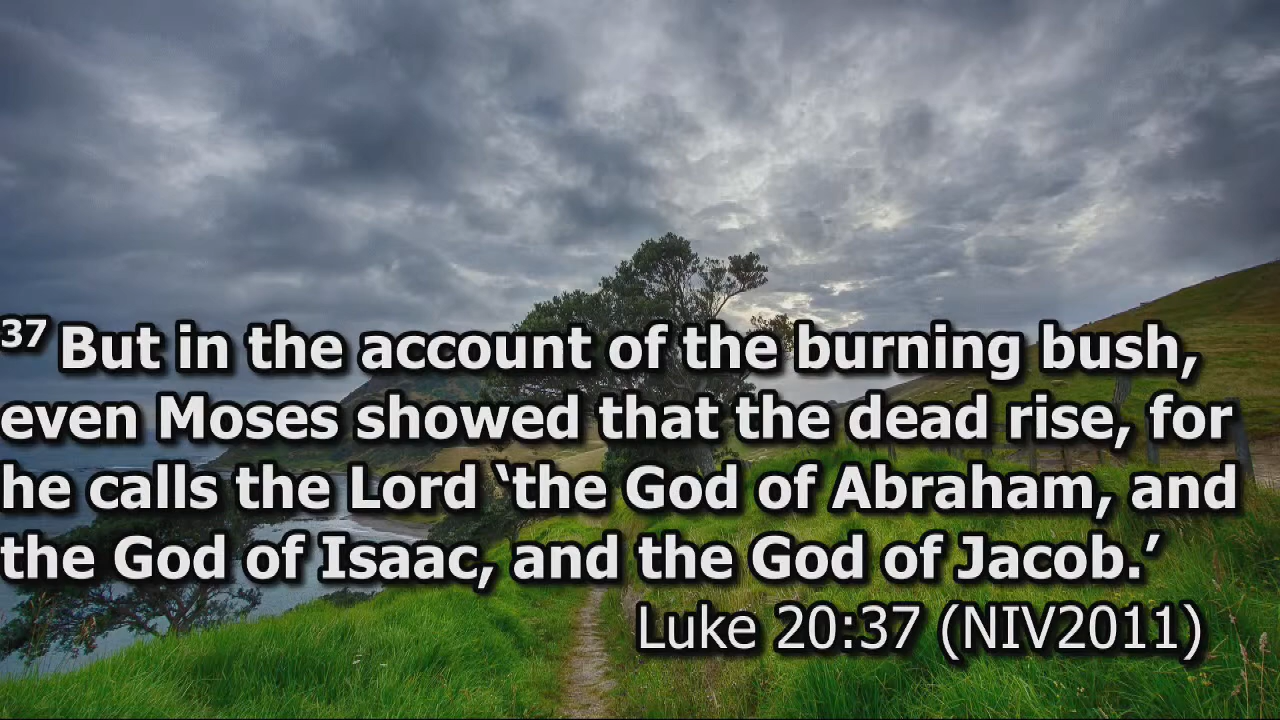 37 But in the account of the burning bush,
even Moses showed that the dead rise, for
he calls the Lord ‘the God of Abraham, and
the God of Isaac, and the God of Jacob.’
Luke 20:37 (NIV2011)